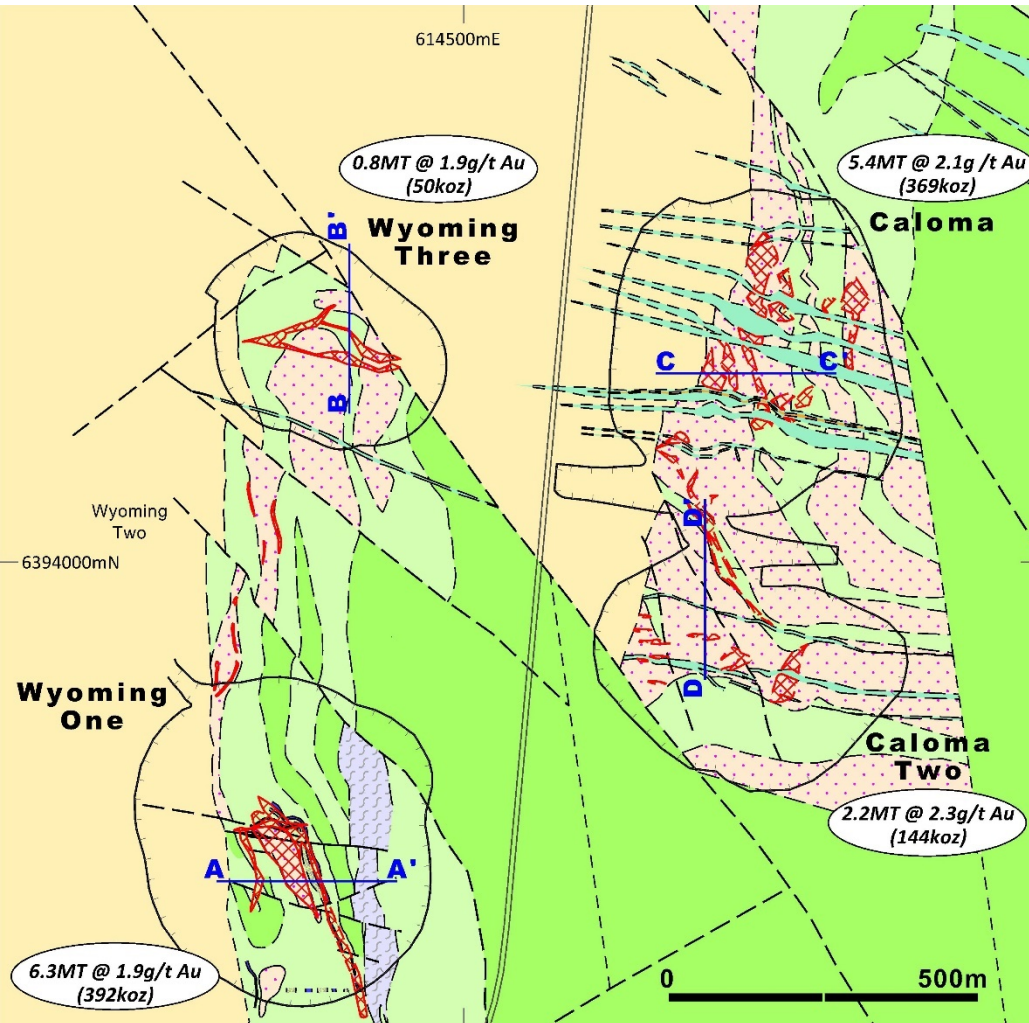 614500mE
0.8MT @ 1.9g/t Au
(50koz)
5.4MT @ 2.1g /t Au
(369koz)
B'
Wyoming
Three
Caloma
C
C'
B
Wyoming
Two
D'
6394000mN
Wyoming
One
D
Caloma
Two
2.2MT @ 2.3g/t Au
(144koz)
A
A'
6.3MT @ 1.9g/t Au
(392koz)
0
500m